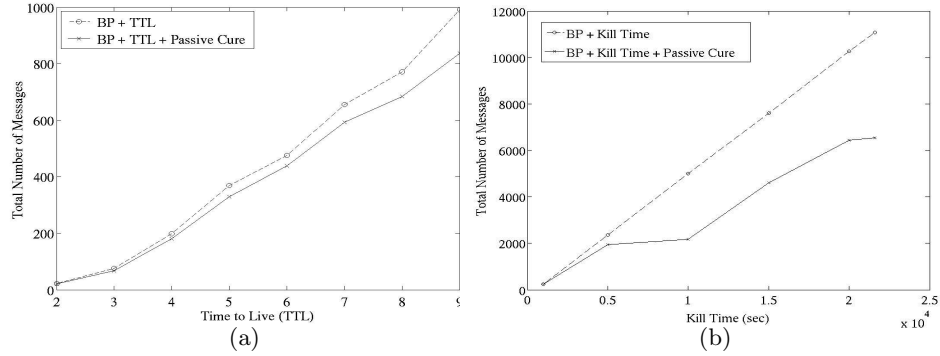 1000
800
600
400
200
0
Total Number of Messages
BP + TTL
BP + TTL + Passive Cure
2 3 4 5 6 7 8 9
Time to Live (TTL)
(a)
12000
10000
8000
6000
4000
2000
0
Total Number of Messages
BP + Kill Time
BP + Kill Time + Passive Cure
0 0.5 1 1.5 2 2.5
Kill Time (sec)
x 10^4
(b)